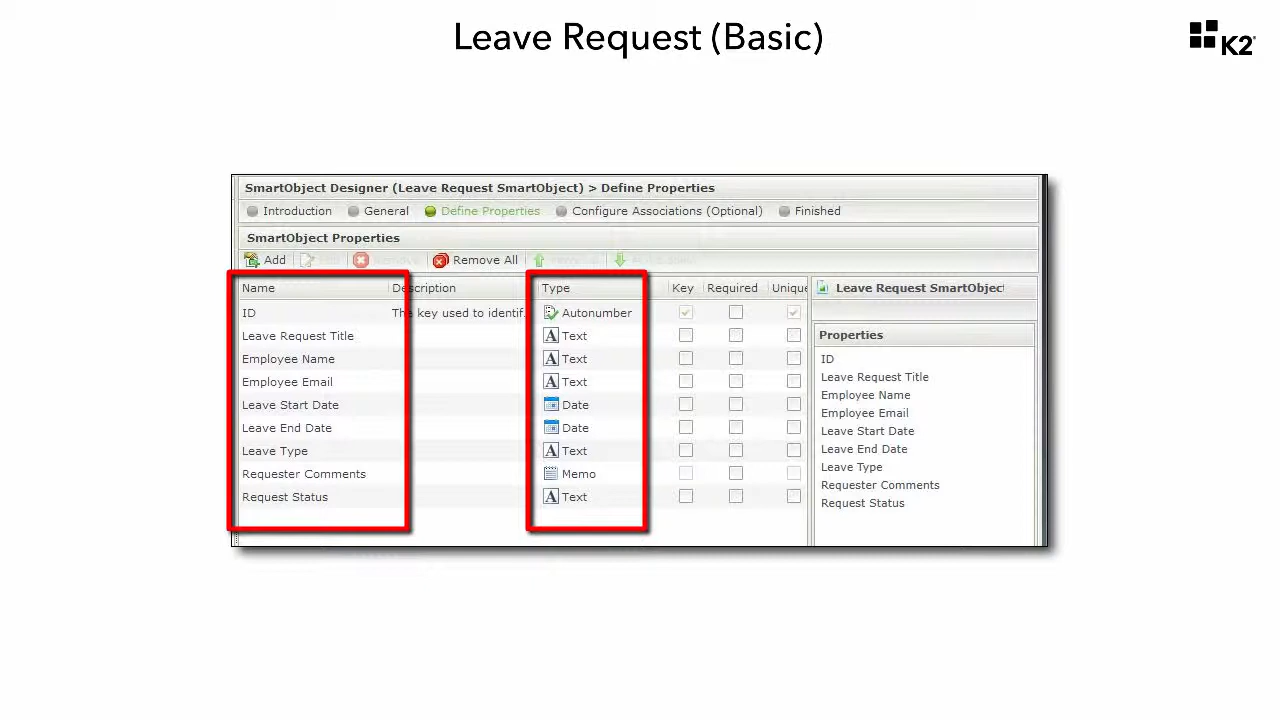 Leave Request (Basic)
K2
SmartObject Designer (Leave Request SmartObject) > Define Properties
Introduction General Define Properties Configure Associations (Optional) Finished
SmartObject Properties
Add Remove All
Name Description Type Key Required Unique
ID The key used to identif. Autonumber
Leave Request Title Text
Employee Name Text
Employee Email Text
Leave Start Date Date
Leave End Date Date
Leave Type Text
Requester Comments Memo
Request Status Text
Leave Request SmartObject
Properties
ID
Leave Request Title
Employee Name
Employee Email
Leave Start Date
Leave End Date
Leave Type
Requester Comments
Request Status